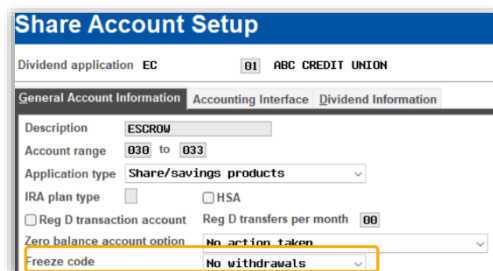 Share Account Setup
Dividend application EC 01 ABC CREDIT UNION
General Account Information Accounting Interface Dividend Information
Description ESCROW
Account range 030 to 033
Application type Share/savings products
IRA plan type HSA
Reg D transaction account Reg D transfers per month 00
Zero balance account option No action taken
Freeze code No withdrawals